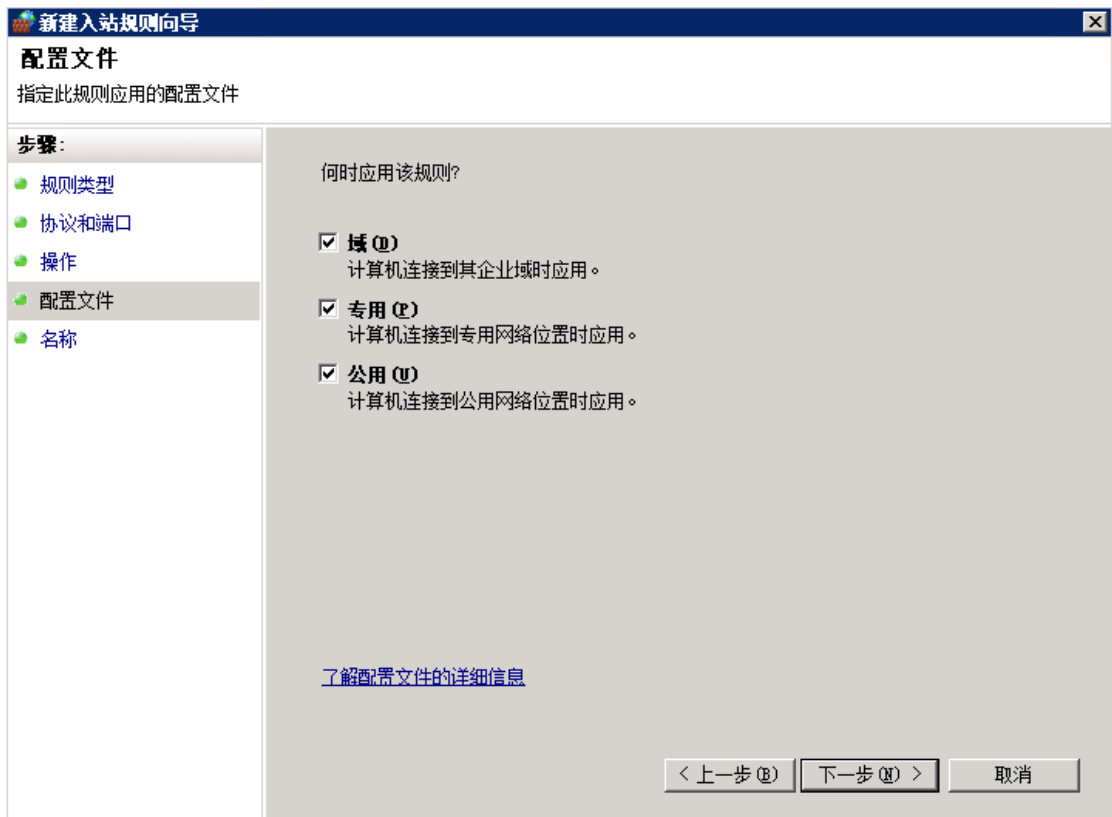 新建入站规则向导
配置文件
指定此规则应用的配置文件
步骤:
规则类型
协议和端口
操作
配置文件
名称
何时应用该规则?
域(D)
计算机连接到其企业域时应用。
专用(P)
计算机连接到专用网络位置时应用。
公用(U)
计算机连接到公用网络位置时应用。
了解配置文件的详细信息
< 上一步(B) 下一步(N) > 取消